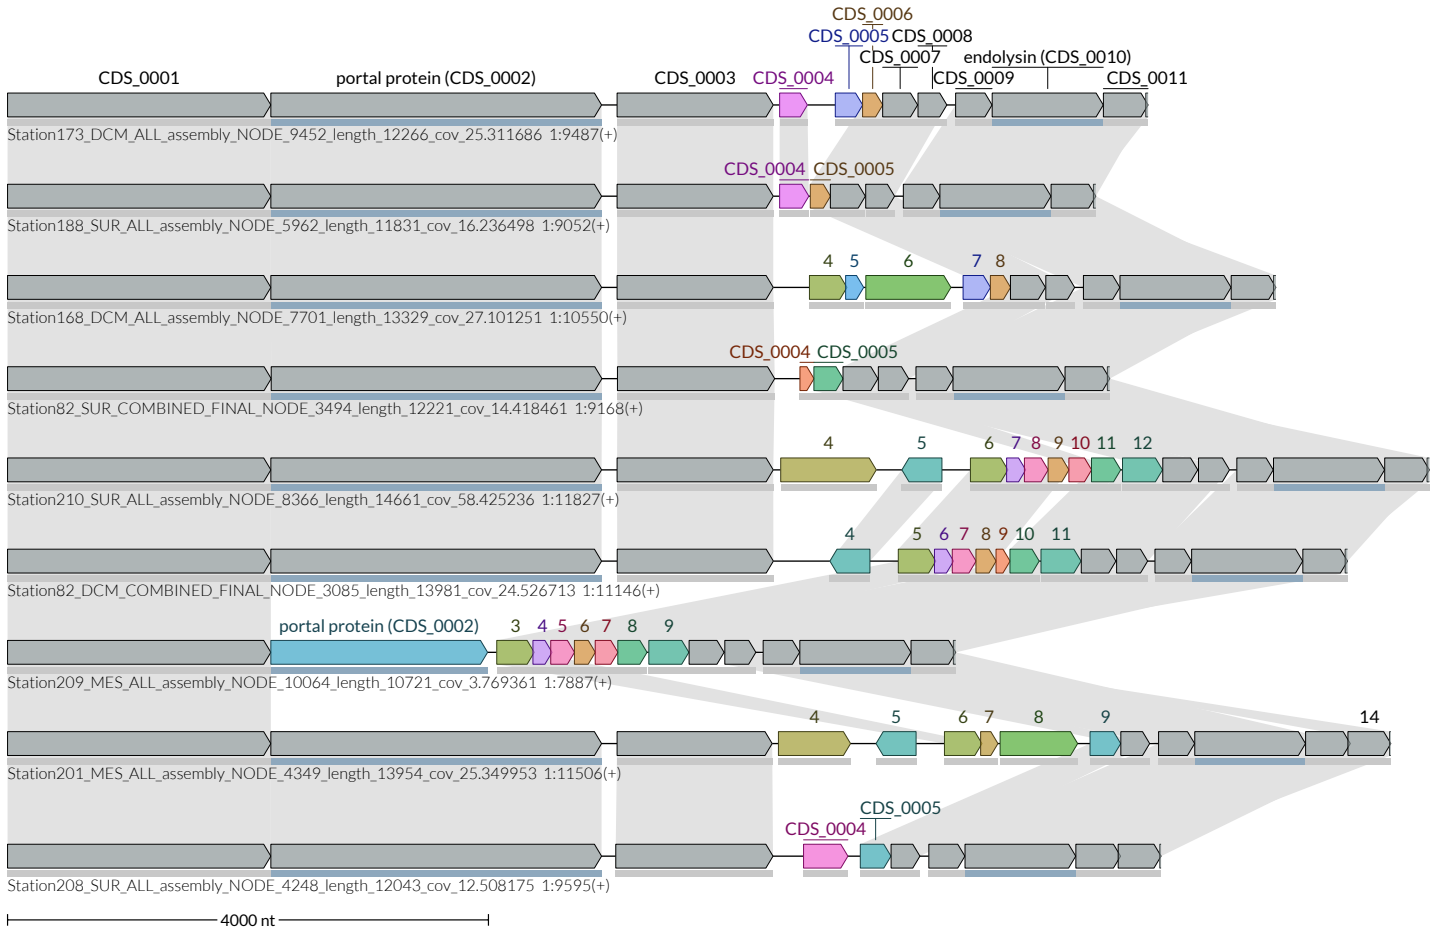 CDS_0006
CDS_0005 CDS_0008
CDS_0007 endolysin (CDS_0010)
CDS_0001 portal protein (CDS_0002) CDS_0003 CDS_0004 CDS_0009 CDS_0011
Station173_DCM_ALL_assembly_NODE_9452_length_12266_cov_25.311686 1:9487(+)
CDS_0004 CDS_0005
Station188_SUR_ALL_assembly_NODE_5962_length_11831_cov_16.236498 1:9052(+)
4 5 6 7 8
Station168_DCM_ALL_assembly_NODE_7701_length_13329_cov_27.101251 1:10550(+)
CDS_0004 CDS_0005
Station82_SUR_COMBINED_FINAL_NODE_3494_length_12221_cov_14.418461 1:9168(+)
4 5 6 7 8 9 10 11 12
Station210_SUR_ALL_assembly_NODE_8366_length_14661_cov_58.425236 1:11827(+)
4 5 6 7 8 9 10 11
Station82_DCM_COMBINED_FINAL_NODE_3085_length_13981_cov_24.526713 1:11146(+)
portal protein (CDS_0002) 3 4 5 6 7 8 9
Station209_MES_ALL_assembly_NODE_10064_length_10721_cov_3.769361 1:7887(+)
4 5 6 7 8 9 14
Station201_MES_ALL_assembly_NODE_4349_length_13954_cov_25.349953 1:11506(+)
CDS_0005
CDS_0004
Station208_SUR_ALL_assembly_NODE_4248_length_12043_cov_12.508175 1:9595(+)
4000 nt